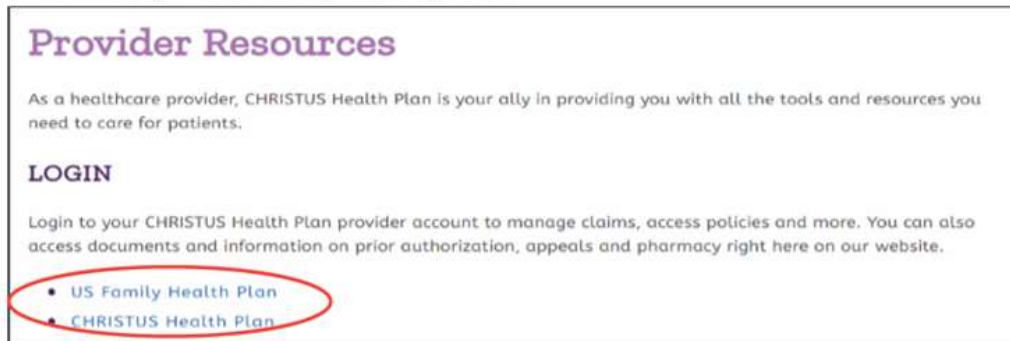 Provider Resources
As a healthcare provider, CHRISTUS Health Plan is your ally in providing you with all the tools and resources you
need to care for patients.
LOGIN
Login to your CHRISTUS Health Plan provider account to manage claims, access policies and more. You can also
access documents and information on prior authorization, appeals and pharmacy right here on our website.
• US Family Health Plan
• CHRISTUS Health Plan